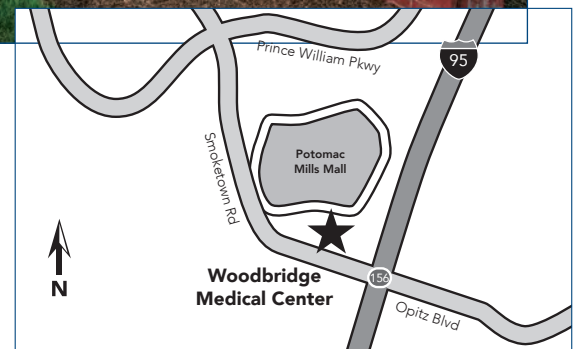 Prince William Pkwy
95
Smoketown Rd
Potomac
Mills Mall
N
Woodbridge
Medical Center
156
Opitz Blvd